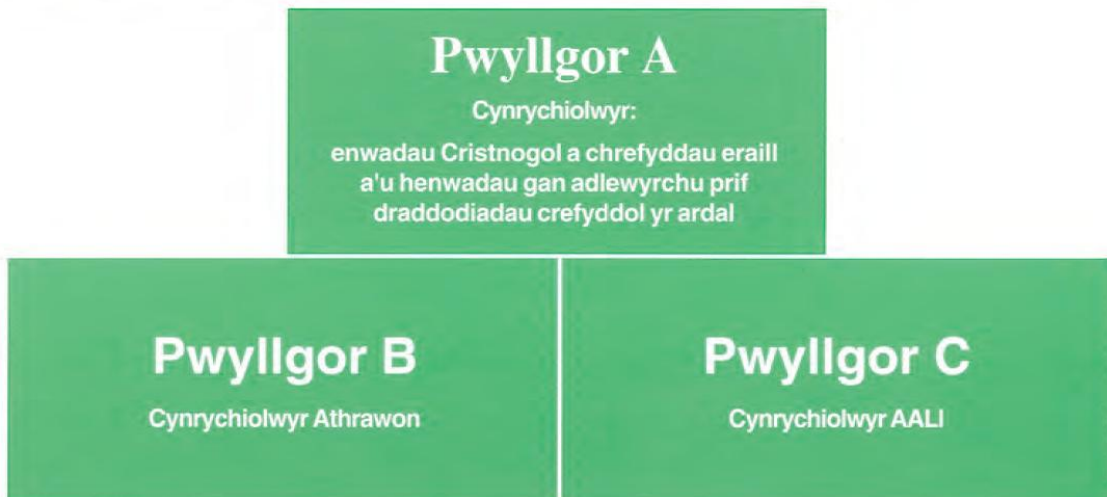 Pwyllgor A
Cynrychiolwyr:
enwadau Cristnogol a chrefyddau eraill
a'u henwadau gan adlewyrchu prif
draddodiadau crefyddol yr ardal
Pwyllgor B
Cynrychiolwyr Athrawon
Pwyllgor C
Cynrychiolwyr AALl